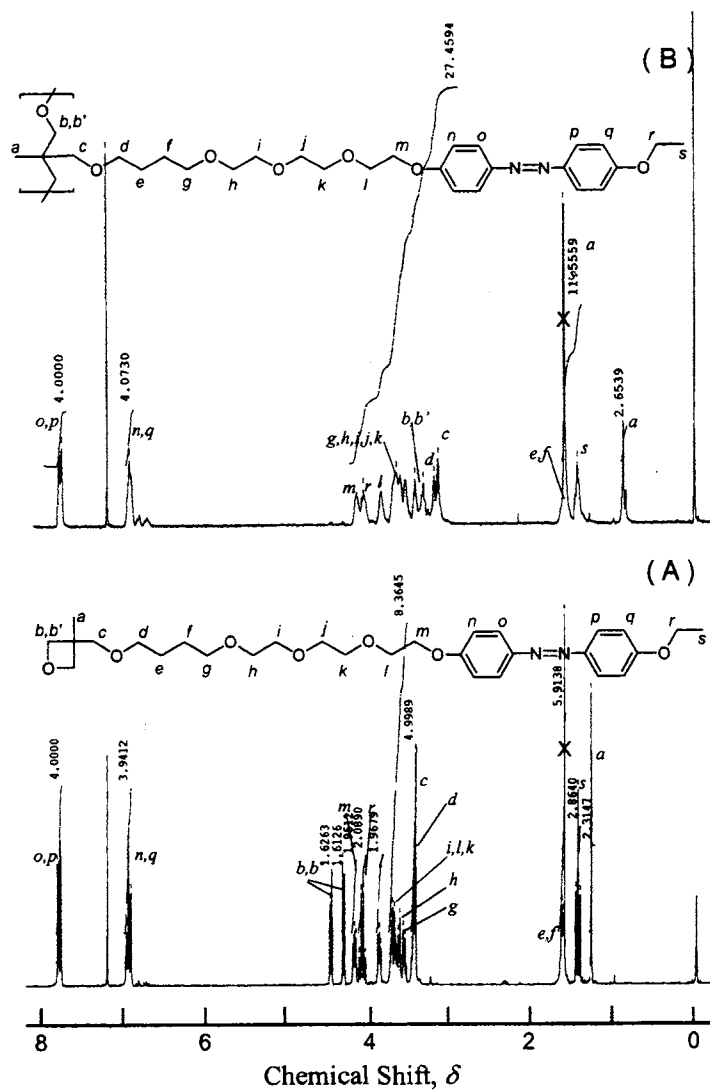 ( B )
27.4594
O b,b' a c O d e f g O h i O j k O l m O n o N=N p q O r s
4.0000
4.0730
11.5559
a
X
2.6539
o,p
n,q
g,h,i,j,k
b,b'
c
d
m r l
e,f
s
a
( A )
8.3645
a
b,b' O c O d e f g O h i O j k O l m O n o N=N p q O r s
4.0000
3.9412
1.6263
1.6126
2.0890
1.9679
4.9989
5.9138
X
2.8640
2.3147
o,p
n,q
b,b'
m
c
d
i,l,k
h
g
e,f
s
a
8 6 4 2 0
Chemical Shift, δ